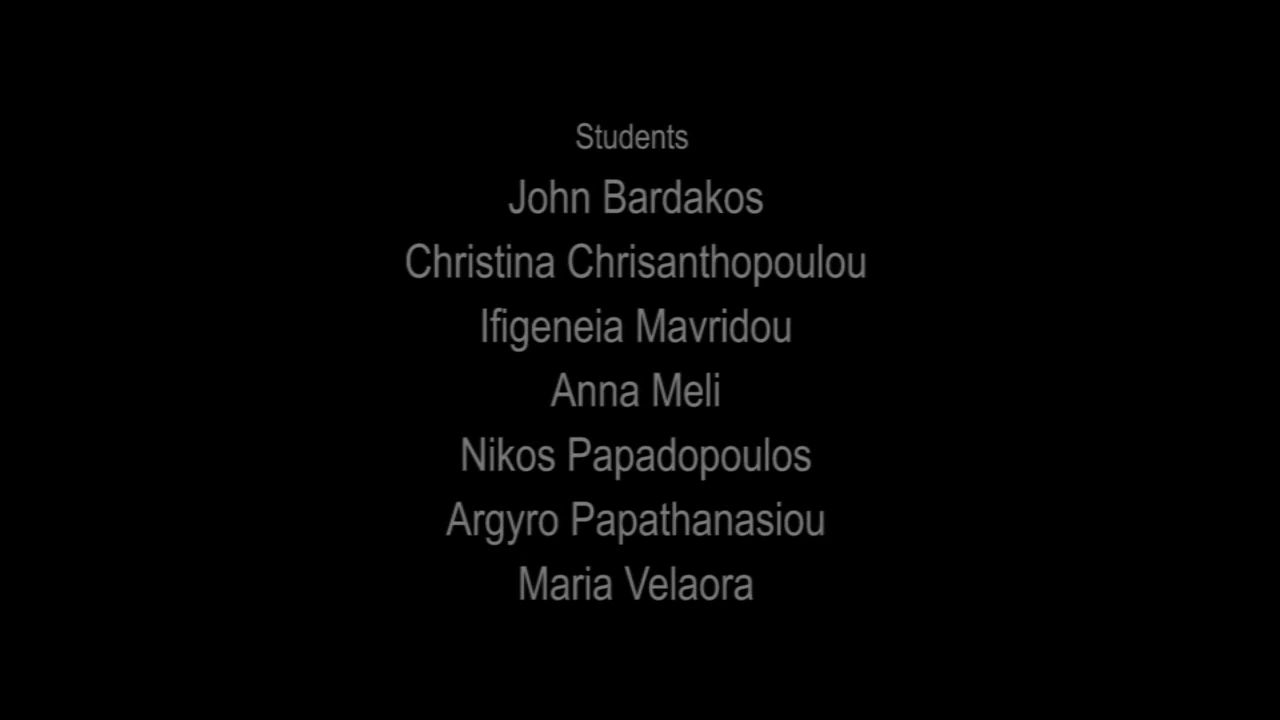 Students
John Bardakos
Christina Chrisanthopoulou
Ifigeneia Mavridou
Anna Meli
Nikos Papadopoulos
Argyro Papathanasiou
Maria Velaora